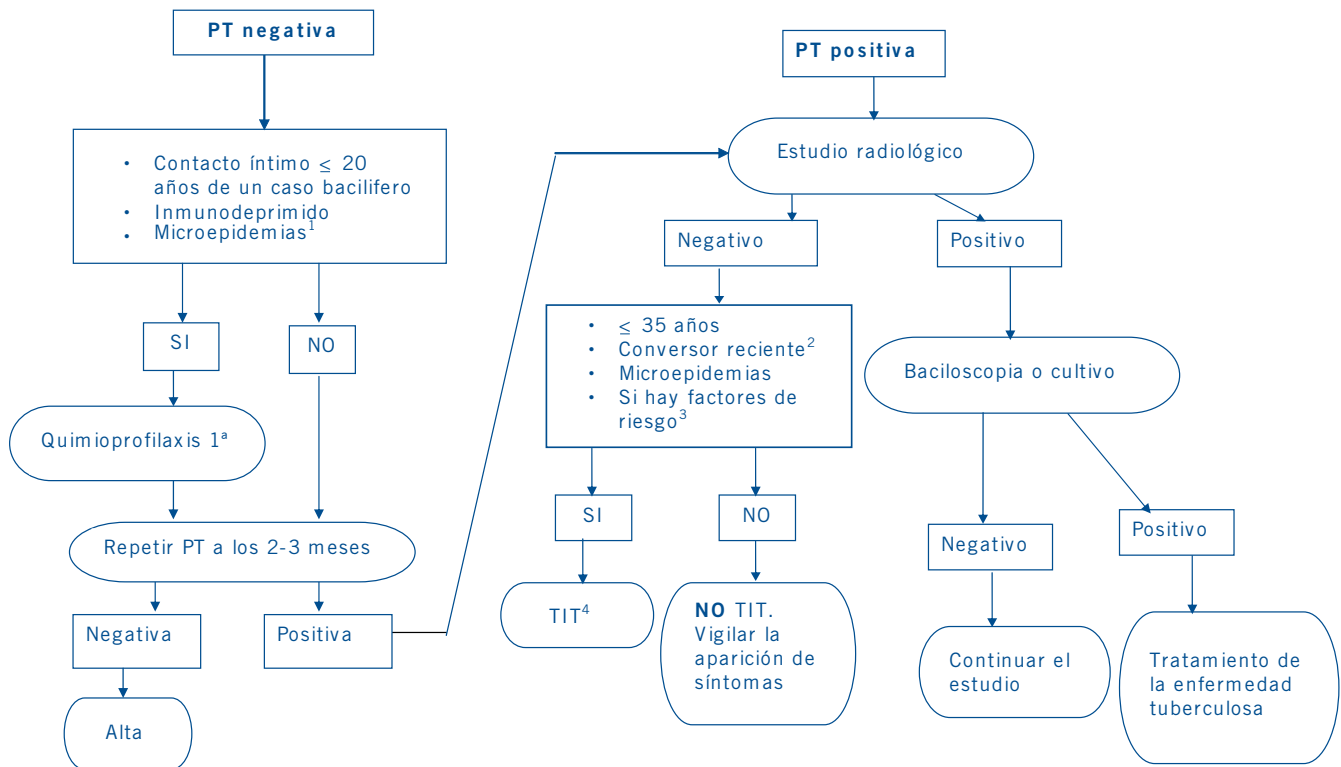 PT negativa
• Contacto íntimo ≤ 20
años de un caso bacilifero
• Inmunodeprimido
• Microepidemias1
SI
NO
Quimioprofilaxis 1ª
Repetir PT a los 2-3 meses
Negativa
Positiva
Alta
PT positiva
Estudio radiológico
Negativo
Positivo
• ≤ 35 años
• Conversor reciente2
• Microepidemias
• Si hay factores de
riesgo3
SI
NO
TIT4
NO TIT.
Vigilar la
aparición de
síntomas
Baciloscopia o cultivo
Negativo
Positivo
Continuar el
estudio
Tratamiento de
la enfermedad
tuberculosa